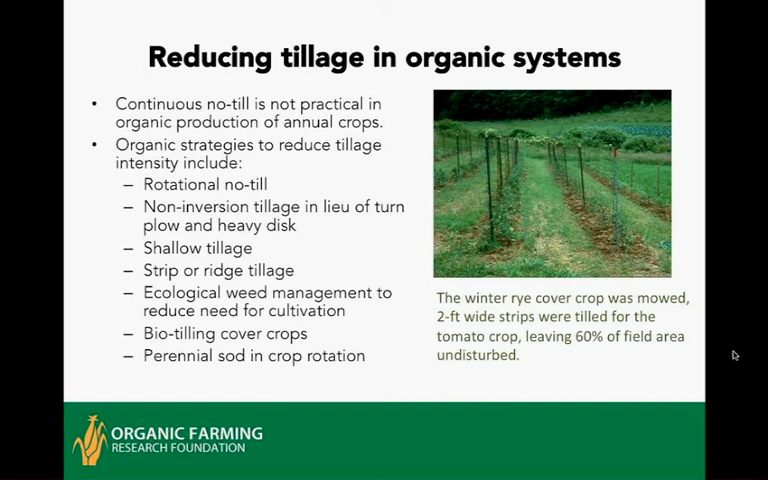 Reducing tillage in organic systems
• Continuous no-till is not practical in
organic production of annual crops.
• Organic strategies to reduce tillage
intensity include:
– Rotational no-till
– Non-inversion tillage in lieu of turn
plow and heavy disk
– Shallow tillage
– Strip or ridge tillage
– Ecological weed management to
reduce need for cultivation
– Bio-tilling cover crops
– Perennial sod in crop rotation
The winter rye cover crop was mowed,
2-ft wide strips were tilled for the
tomato crop, leaving 60% of field area
undisturbed.
ORGANIC FARMING
RESEARCH FOUNDATION